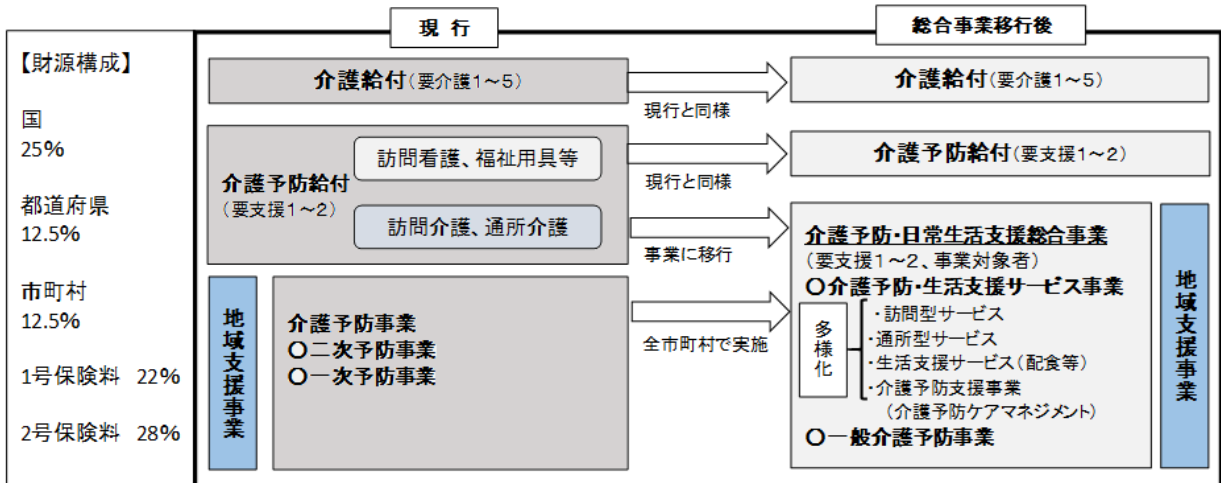 【財源構成】
国
25%
都道府県
12.5%
市町村
12.5%
1号保険料 22%
2号保険料 28%
現 行
総合事業移行後
介護給付(要介護1～5)
現行と同様
介護給付(要介護1～5)
介護予防給付
(要支援1～2)
訪問看護、福祉用具等
訪問介護、通所介護
現行と同様
介護予防給付(要支援1～2)
事業に移行
地域支援事業
介護予防事業
〇二次予防事業
〇一次予防事業
全市町村で実施
介護予防・日常生活支援総合事業
(要支援1～2、事業対象者)
〇介護予防・生活支援サービス事業
多様化
・訪問型サービス
・通所型サービス
・生活支援サービス(配食等)
・介護予防支援事業
(介護予防ケアマネジメント)
〇一般介護予防事業
地域支援事業